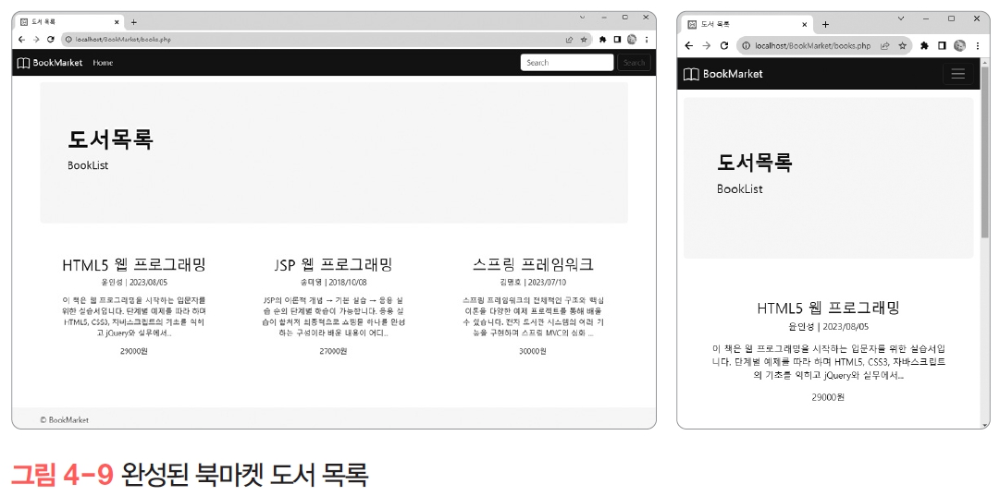 도서 목록
localhost/BookMarket/books.php
BookMarket Home Search Search
도서목록
BookList
HTML5 웹 프로그래밍
윤인성 | 2023/08/05
이 책은 웹 프로그래밍을 시작하는 입문자를
위한 실습서입니다. 단계별 예제를 따라 하며
HTML5, CSS3, 자바스크립트의 기초를 익히
고 jQuery와 실무에서...
29000원
JSP 웹 프로그래밍
송미영 | 2018/10/08
JSP의 이론적 개념 → 기본 실습 → 응용 실
습 순의 단계별 학습이 가능합니다. 응용 실
습이 합쳐져 최종적으로 쇼핑몰 하나를 완성
하는 구성이라 배운 내용이 어디...
27000원
스프링 프레임워크
김명호 | 2023/07/10
스프링 프레임워크의 전체적인 구조와 핵심
이론을 다양한 예제 프로젝트를 통해 배울
수 있습니다. 전자 도서관 시스템의 여러 기
능을 구현하며 스프링 MVC의 심화 ...
30000원
© BookMarket
도서 목록
localhost/BookMarket/books.php
BookMarket
도서목록
BookList
HTML5 웹 프로그래밍
윤인성 | 2023/08/05
이 책은 웹 프로그래밍을 시작하는 입문자를 위한 실습서입
니다. 단계별 예제를 따라 하며 HTML5, CSS3, 자바스크립트
의 기초를 익히고 jQuery와 실무에서...
29000원
그림 4-9 완성된 북마켓 도서 목록